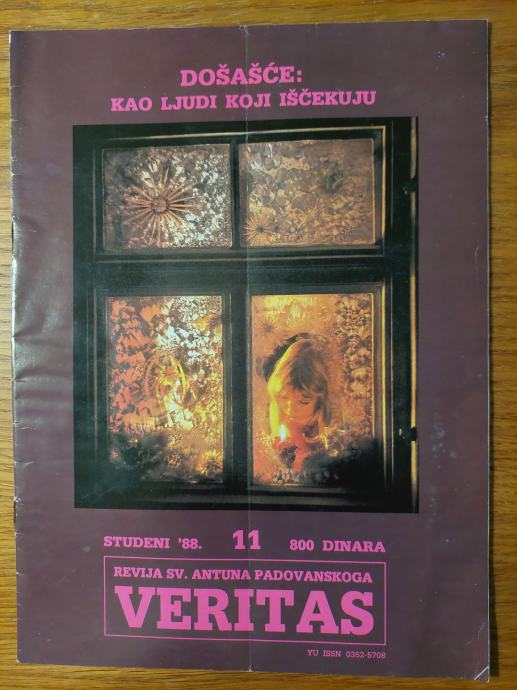 DOŠAŠĆE:
KAO LJUDI KOJI IŠČEKUJU
STUDENI '88. 11 800 DINARA
REVIJA SV. ANTUNA PADOVANSKOGA
VERITAS
YU ISSN 0352-5708